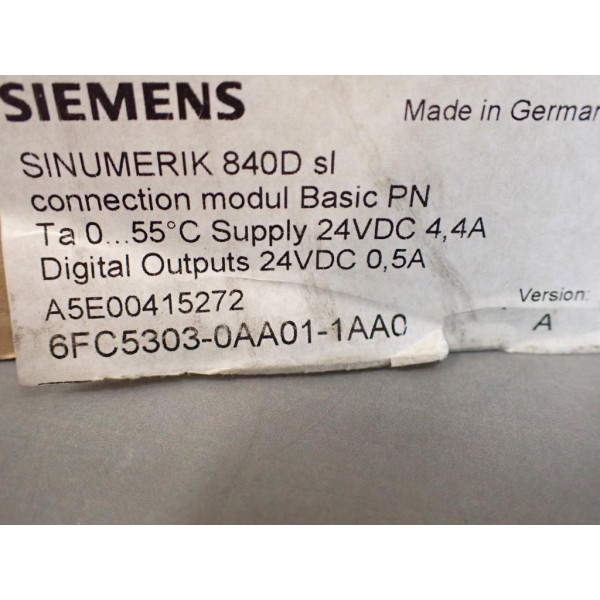 SIEMENS
Made in German
SINUMERIK 840D sl
connection modul Basic PN
Ta 0...55°C Supply 24VDC 4,4A
Digital Outputs 24VDC 0,5A
A5E00415272
Version:
6FC5303-0AA01-1AA0
A